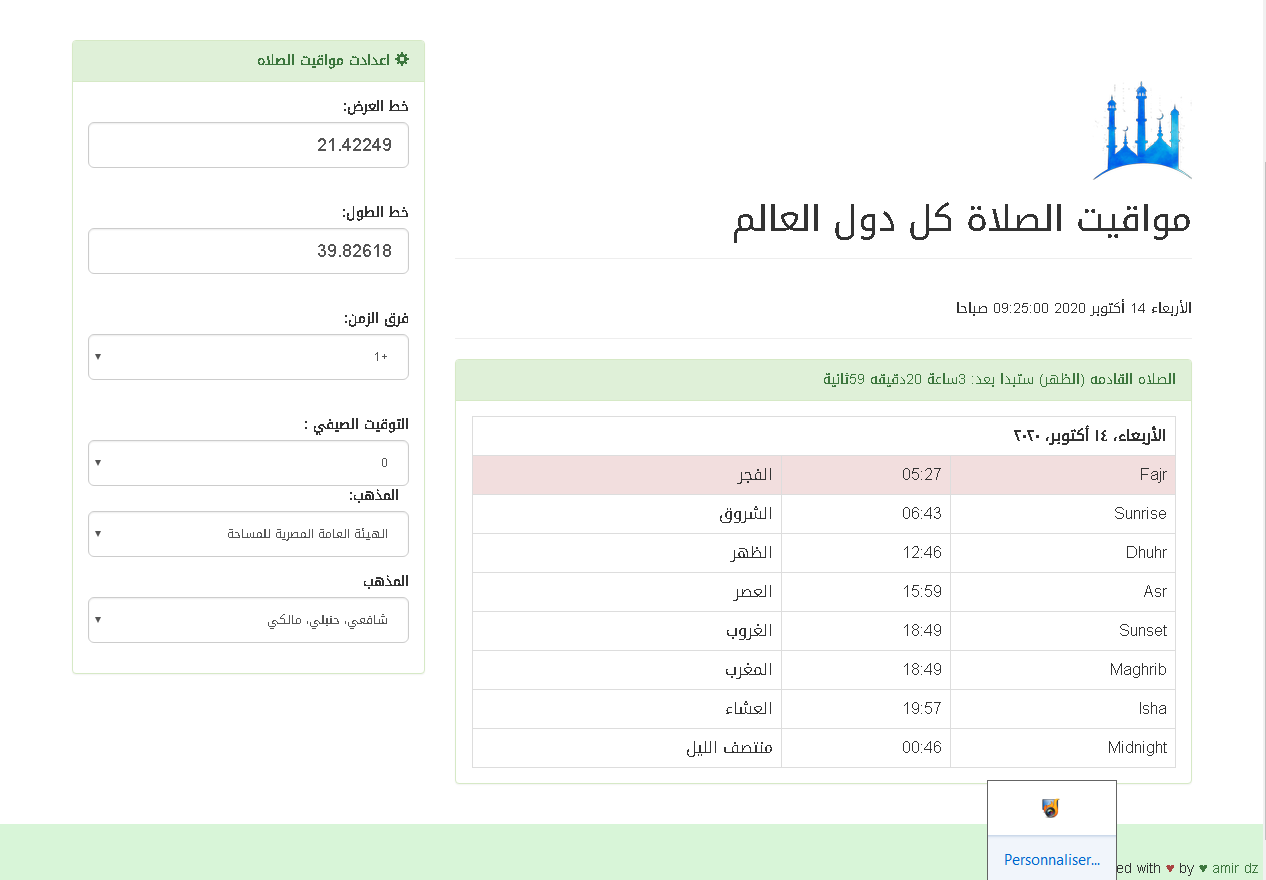 مواقيت الصلاة كل دول العالم
الأربعاء 14 أكتوبر 2020 09:25:00 صباحا
الصلاه القادمه (الظهر) ستبدا بعد: 3ساعة 20دقيقه 59ثانية
الأربعاء، ١٤ أكتوبر، ٢٠٢٠
Fajr 05:27 الفجر
Sunrise 06:43 الشروق
Dhuhr 12:46 الظهر
Asr 15:59 العصر
Sunset 18:49 الغروب
Maghrib 18:49 المغرب
Isha 19:57 العشاء
Midnight 00:46 منتصف الليل
اعدادت مواقيت الصلاه
خط العرض:
21.42249
خط الطول:
39.82618
فرق الزمن:
+1
التوقيت الصيفي :
0
المذهب:
الهيئة العامة المصرية للمساحة
المذهب
شافعي، حنبلي، مالكي
Personnaliser...
ed with ♥ by ♥ amir dz